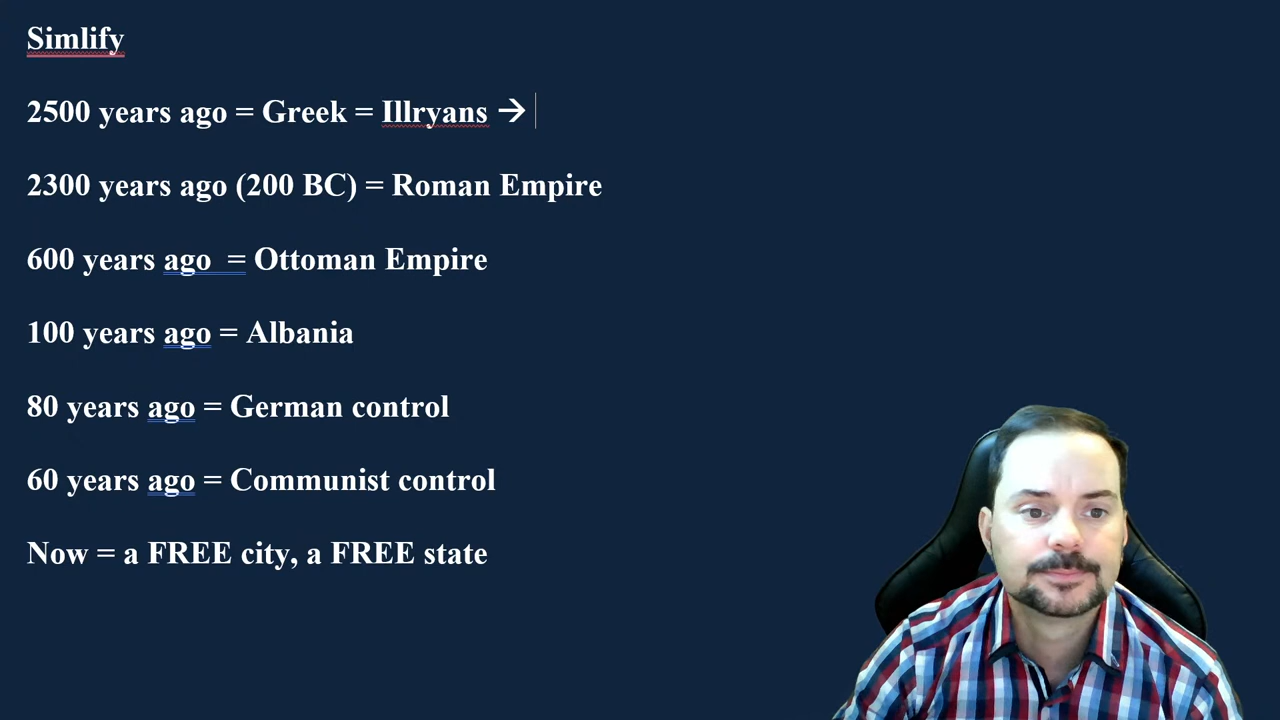 Simlify
2500 years ago = Greek = Illryans →
2300 years ago (200 BC) = Roman Empire
600 years ago  = Ottoman Empire
100 years ago = Albania
80 years ago = German control
60 years ago = Communist control
Now = a FREE city, a FREE state